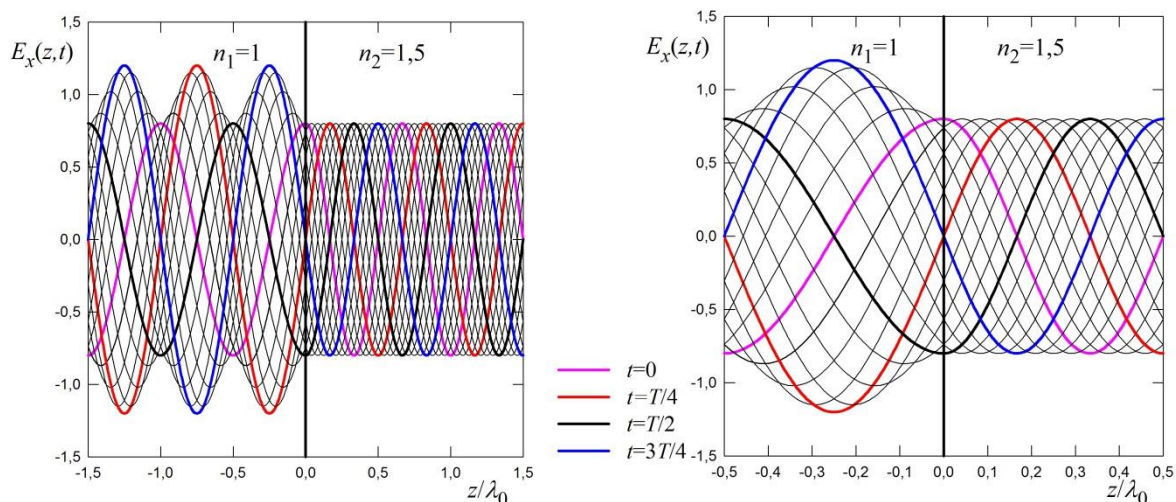 1,5
E_x(z,t)
n_1=1
n_2=1,5
1,0
0,5
0,0
-0,5
-1,0
-1,5
-1,5 -1,0 -0,5 0,0 0,5 1,0 1,5
z/λ_0
t=0
t=T/4
t=T/2
t=3T/4
1,5
E_x(z,t)
n_1=1
n_2=1,5
1,0
0,5
0,0
-0,5
-1,0
-1,5
-0,5 -0,4 -0,3 -0,2 -0,1 0,0 0,1 0,2 0,3 0,4 0,5
z/λ_0